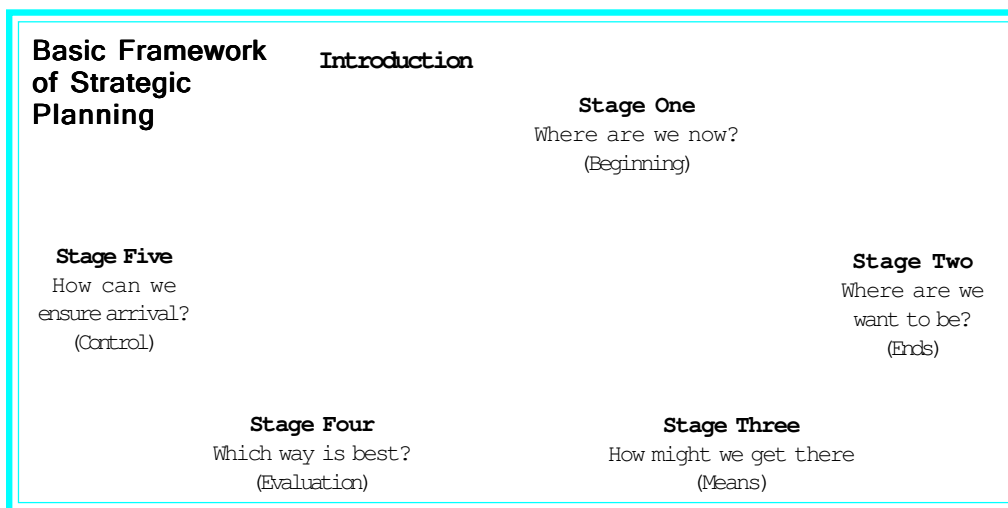 Basic Framework
of Strategic
Planning
Introduction
Stage One
Where are we now?
(Beginning)
Stage Two
Where are we
want to be?
(Ends)
Stage Three
How might we get there
(Means)
Stage Four
Which way is best?
(Evaluation)
Stage Five
How can we
ensure arrival?
(Control)